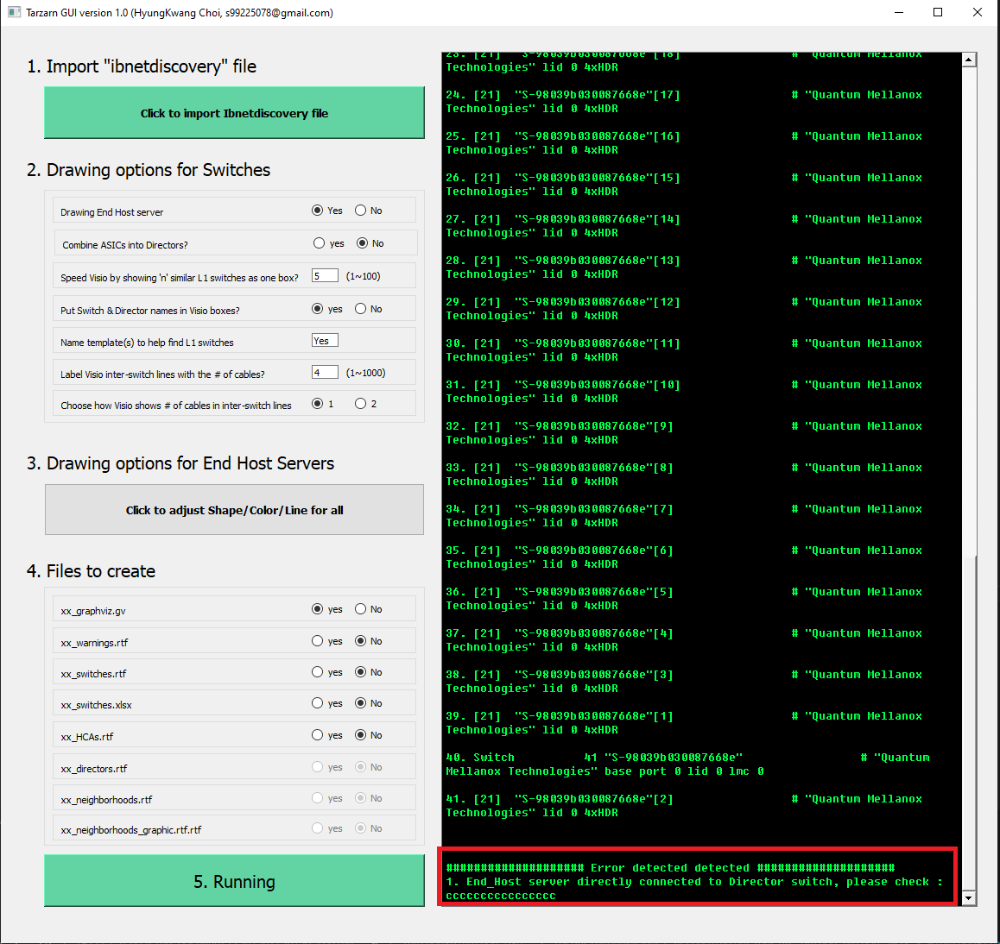 Tarzarn GUI version 1.0 (HyungKwang Choi, s99225078@gmail.com)
1. Import "ibnetdiscovery" file
Click to import Ibnetdiscovery file
2. Drawing options for Switches
Drawing End Host server Yes No
Combine ASICs into Directors? yes No
Speed Visio by showing 'n' similar L1 switches as one box? 5 (1~100)
Put Switch & Director names in Visio boxes? yes No
Name template(s) to help find L1 switches Yes
Label Visio inter-switch lines with the # of cables? 4 (1~1000)
Choose how Visio shows # of cables in inter-switch lines 1 2
3. Drawing options for End Host Servers
Click to adjust Shape/Color/Line for all
4. Files to create
xx_graphviz.gv yes No
xx_warnings.rtf yes No
xx_switches.rtf yes No
xx_switches.xlsx yes No
xx_HCAs.rtf yes No
xx_directors.rtf yes No
xx_neighborhoods.rtf yes No
xx_neighborhoods_graphic.rtf.rtf yes No
5. Running
23. [21] "S-98039b030087668e"[18] # "Quantum Mellanox
Technologies" lid 0 4xHDR
24. [21] "S-98039b030087668e"[17] # "Quantum Mellanox
Technologies" lid 0 4xHDR
25. [21] "S-98039b030087668e"[16] # "Quantum Mellanox
Technologies" lid 0 4xHDR
26. [21] "S-98039b030087668e"[15] # "Quantum Mellanox
Technologies" lid 0 4xHDR
27. [21] "S-98039b030087668e"[14] # "Quantum Mellanox
Technologies" lid 0 4xHDR
28. [21] "S-98039b030087668e"[13] # "Quantum Mellanox
Technologies" lid 0 4xHDR
29. [21] "S-98039b030087668e"[12] # "Quantum Mellanox
Technologies" lid 0 4xHDR
30. [21] "S-98039b030087668e"[11] # "Quantum Mellanox
Technologies" lid 0 4xHDR
31. [21] "S-98039b030087668e"[10] # "Quantum Mellanox
Technologies" lid 0 4xHDR
32. [21] "S-98039b030087668e"[9] # "Quantum Mellanox
Technologies" lid 0 4xHDR
33. [21] "S-98039b030087668e"[8] # "Quantum Mellanox
Technologies" lid 0 4xHDR
34. [21] "S-98039b030087668e"[7] # "Quantum Mellanox
Technologies" lid 0 4xHDR
35. [21] "S-98039b030087668e"[6] # "Quantum Mellanox
Technologies" lid 0 4xHDR
36. [21] "S-98039b030087668e"[5] # "Quantum Mellanox
Technologies" lid 0 4xHDR
37. [21] "S-98039b030087668e"[4] # "Quantum Mellanox
Technologies" lid 0 4xHDR
38. [21] "S-98039b030087668e"[3] # "Quantum Mellanox
Technologies" lid 0 4xHDR
39. [21] "S-98039b030087668e"[1] # "Quantum Mellanox
Technologies" lid 0 4xHDR
40. Switch 41 "S-98039b030087668e" # "Quantum
Mellanox Technologies" base port 0 lid 0 lmc 0
41. [21] "S-98039b030087668e"[2] # "Quantum Mellanox
Technologies" lid 0 4xHDR
#################### Error detected detected ####################
1. End_Host server directly connected to Director switch, please check :
cccccccccccccccc